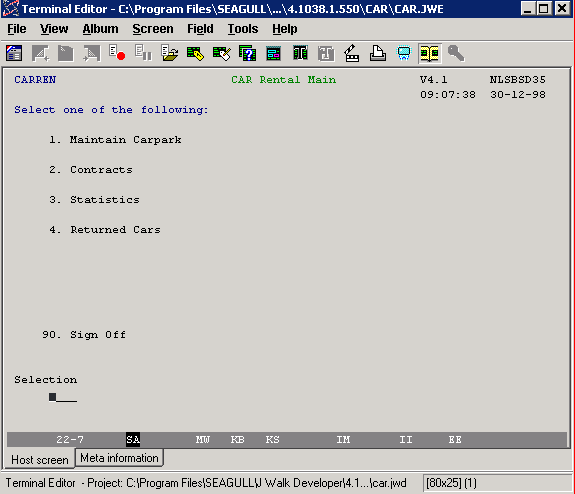 Terminal Editor - C:\Program Files\SEAGULL\...\4.1038.1.550\CAR\CAR.JWE
File View Album Screen Field Tools Help
CARREN CAR Rental Main V4.1 NLSBSD35
09:07:38 30-12-98
Select one of the following:
1. Maintain Carpark
2. Contracts
3. Statistics
4. Returned Cars
90. Sign Off
Selection
22-7 SA MW KB KS IM II EE
Host screen Meta information
Terminal Editor - Project: C:\Program Files\SEAGULL\J Walk Developer\4.1...\car.jwd [80x25] (1)